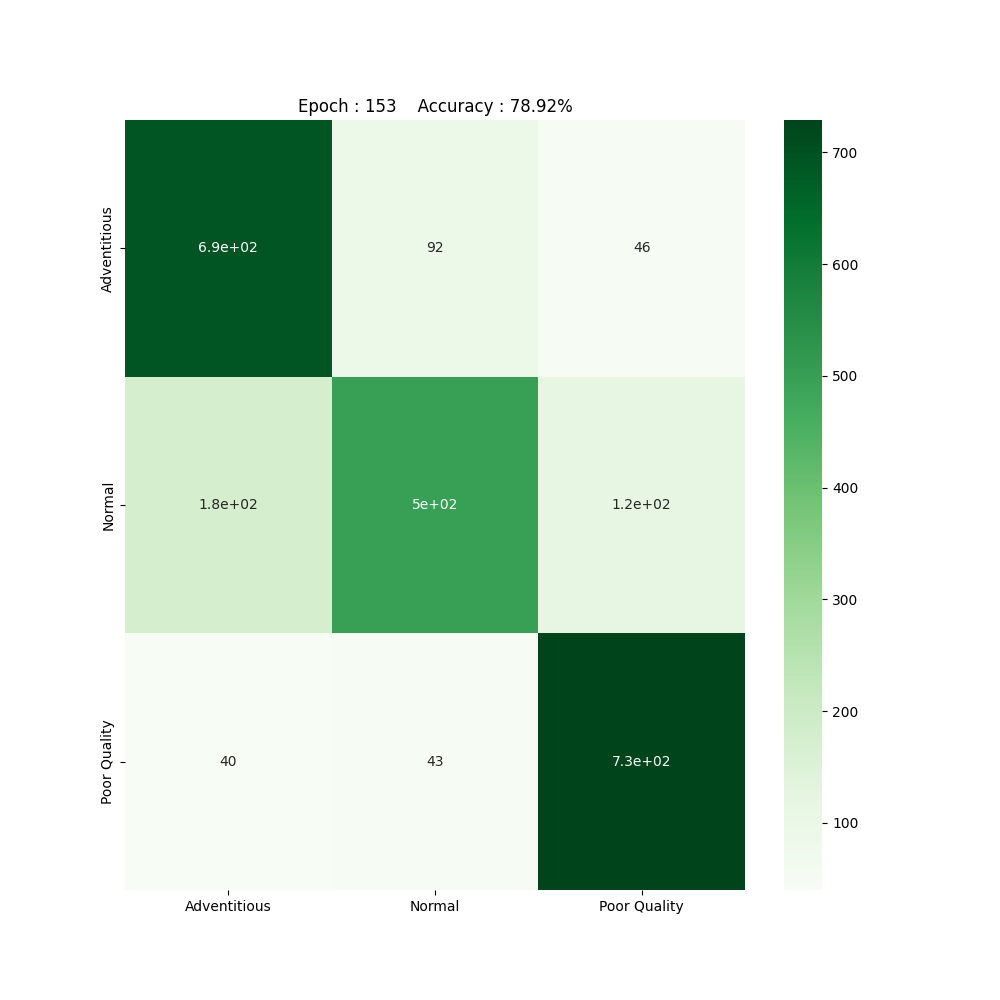 Epoch : 153    Accuracy : 78.92%
Adventitious
6.9e+02
92
46
Normal
1.8e+02
5e+02
1.2e+02
Poor Quality
40
43
7.3e+02
Adventitious
Normal
Poor Quality
700
600
500
400
300
200
100